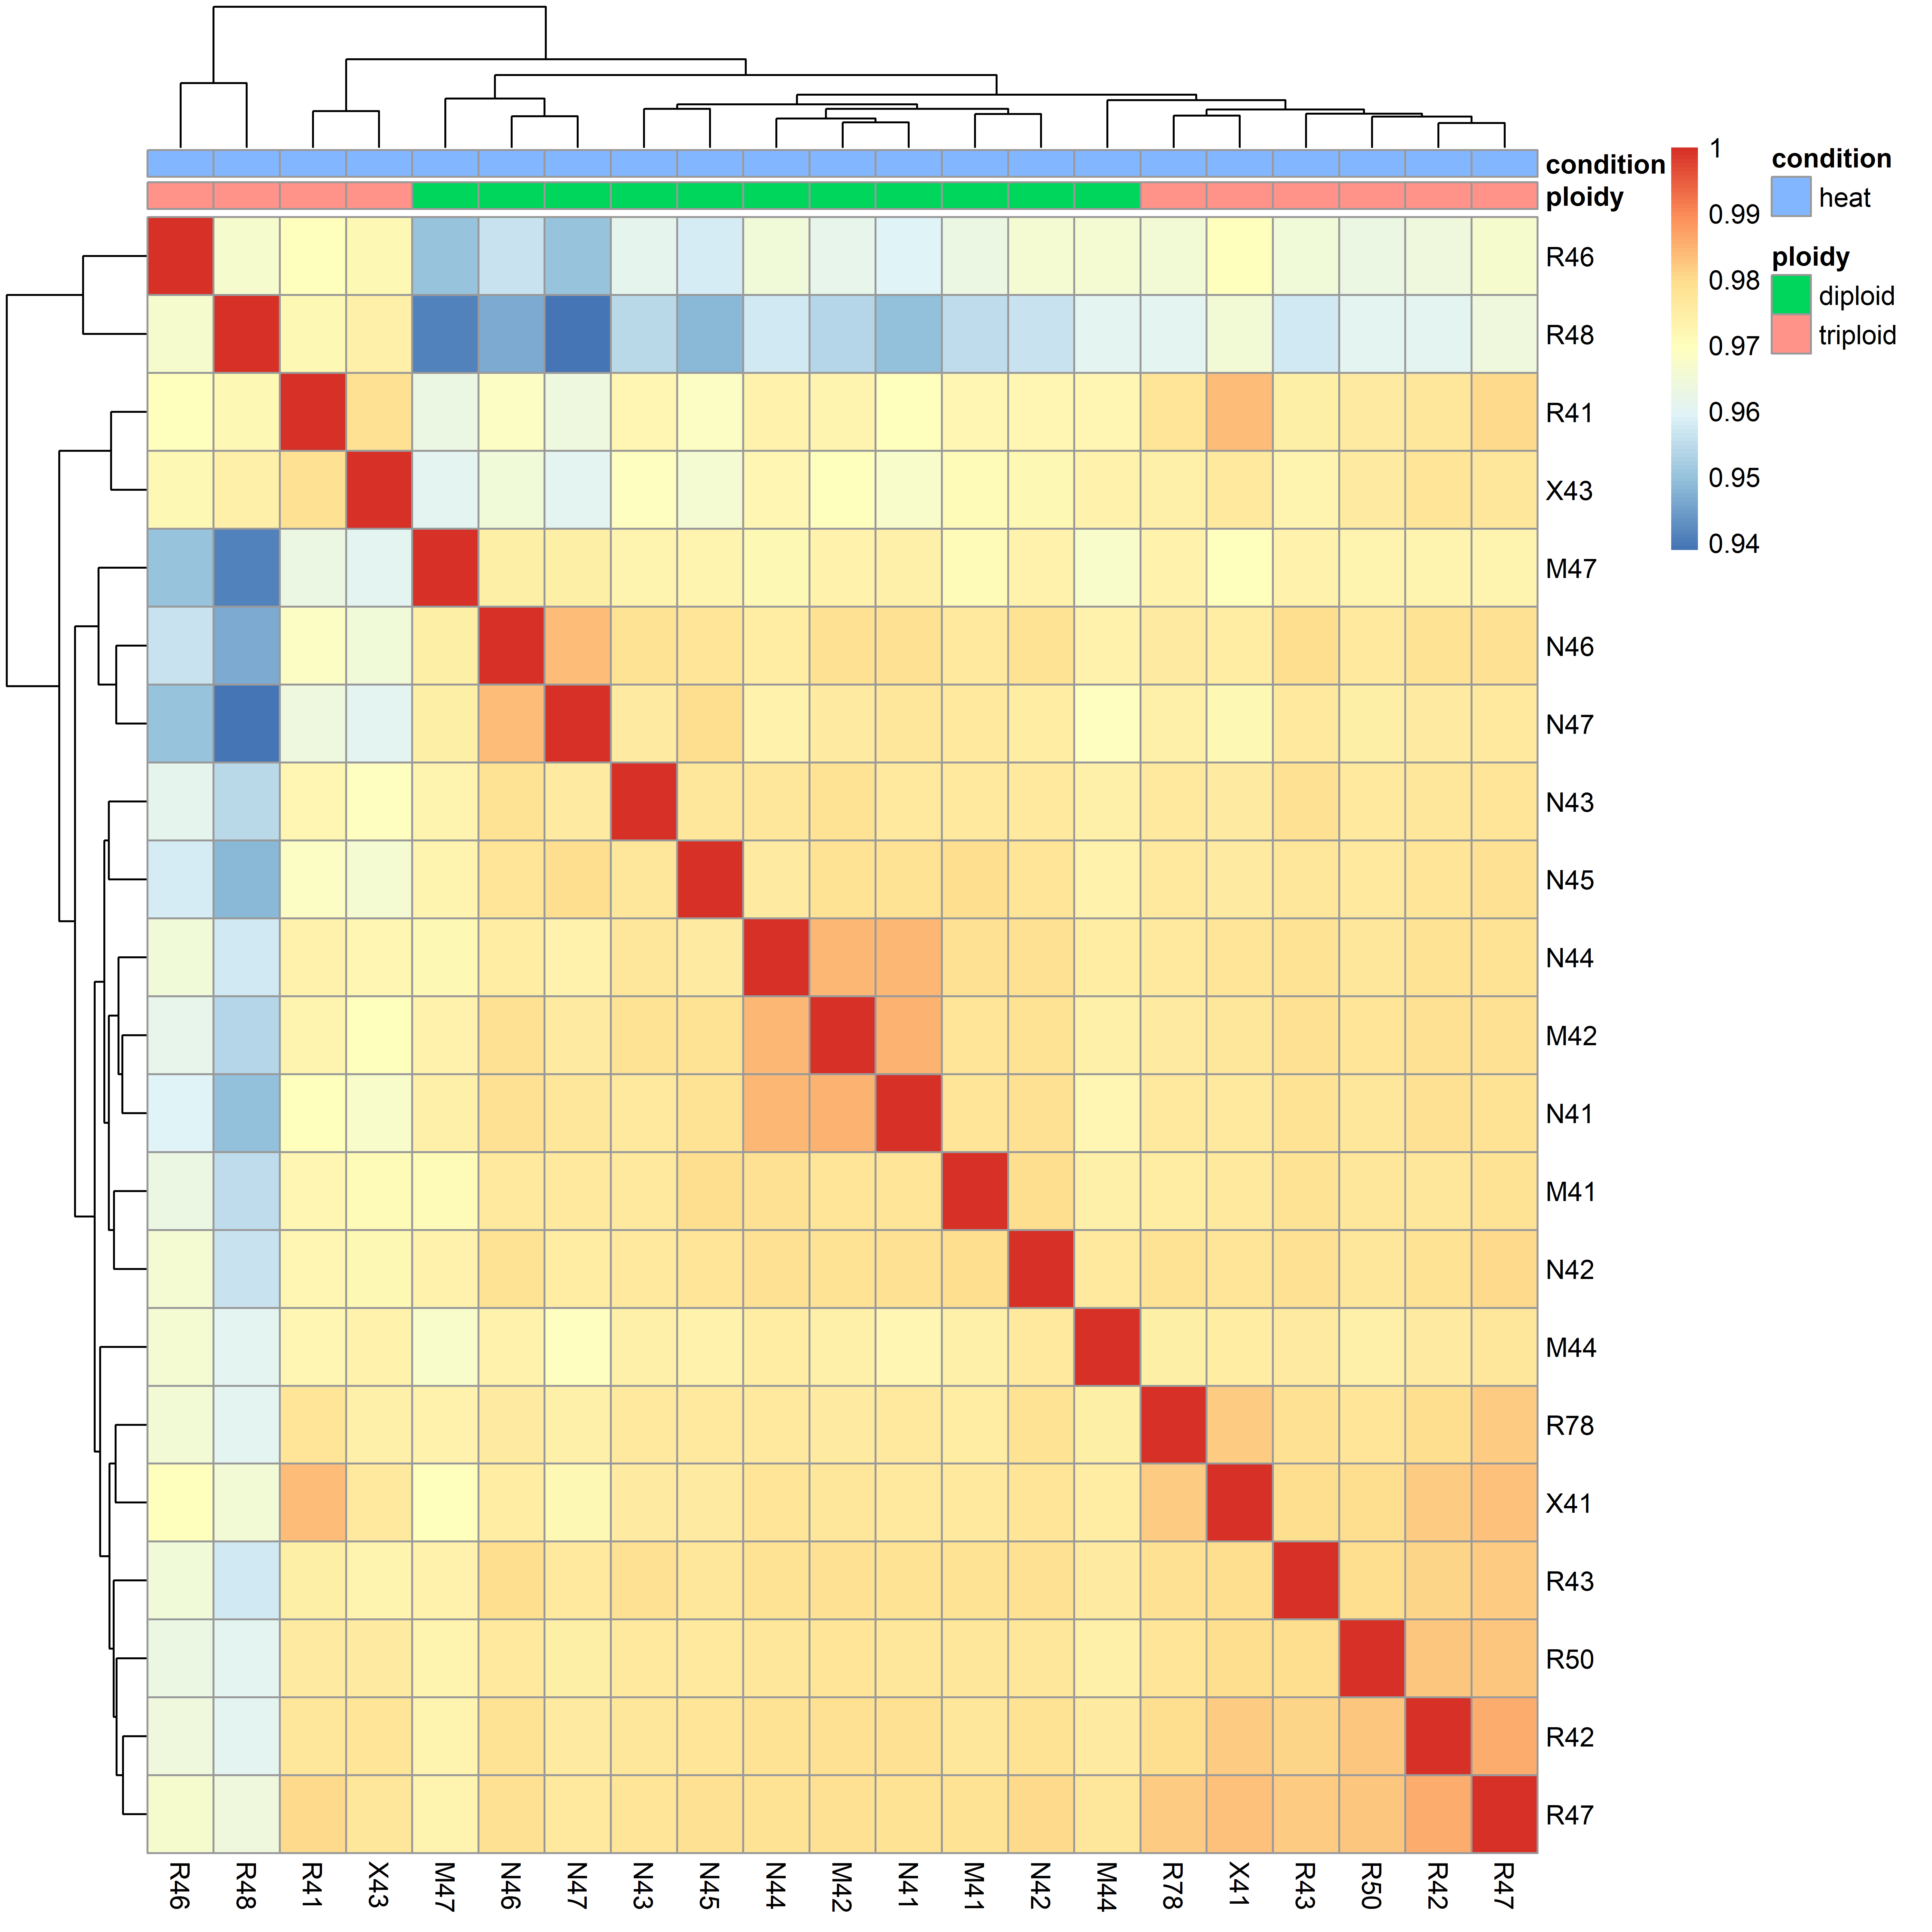 condition
ploidy
R46
R48
R41
X43
M47
N46
N47
N43
N45
N44
M42
N41
M41
N42
M44
R78
X41
R43
R50
R42
R47
R46 R48 R41 X43 M47 N46 N47 N43 N45 N44 M42 N41 M41 N42 M44 R78 X41 R43 R50 R42 R47
1
0.99
0.98
0.97
0.96
0.95
0.94
condition
heat
ploidy
diploid
triploid